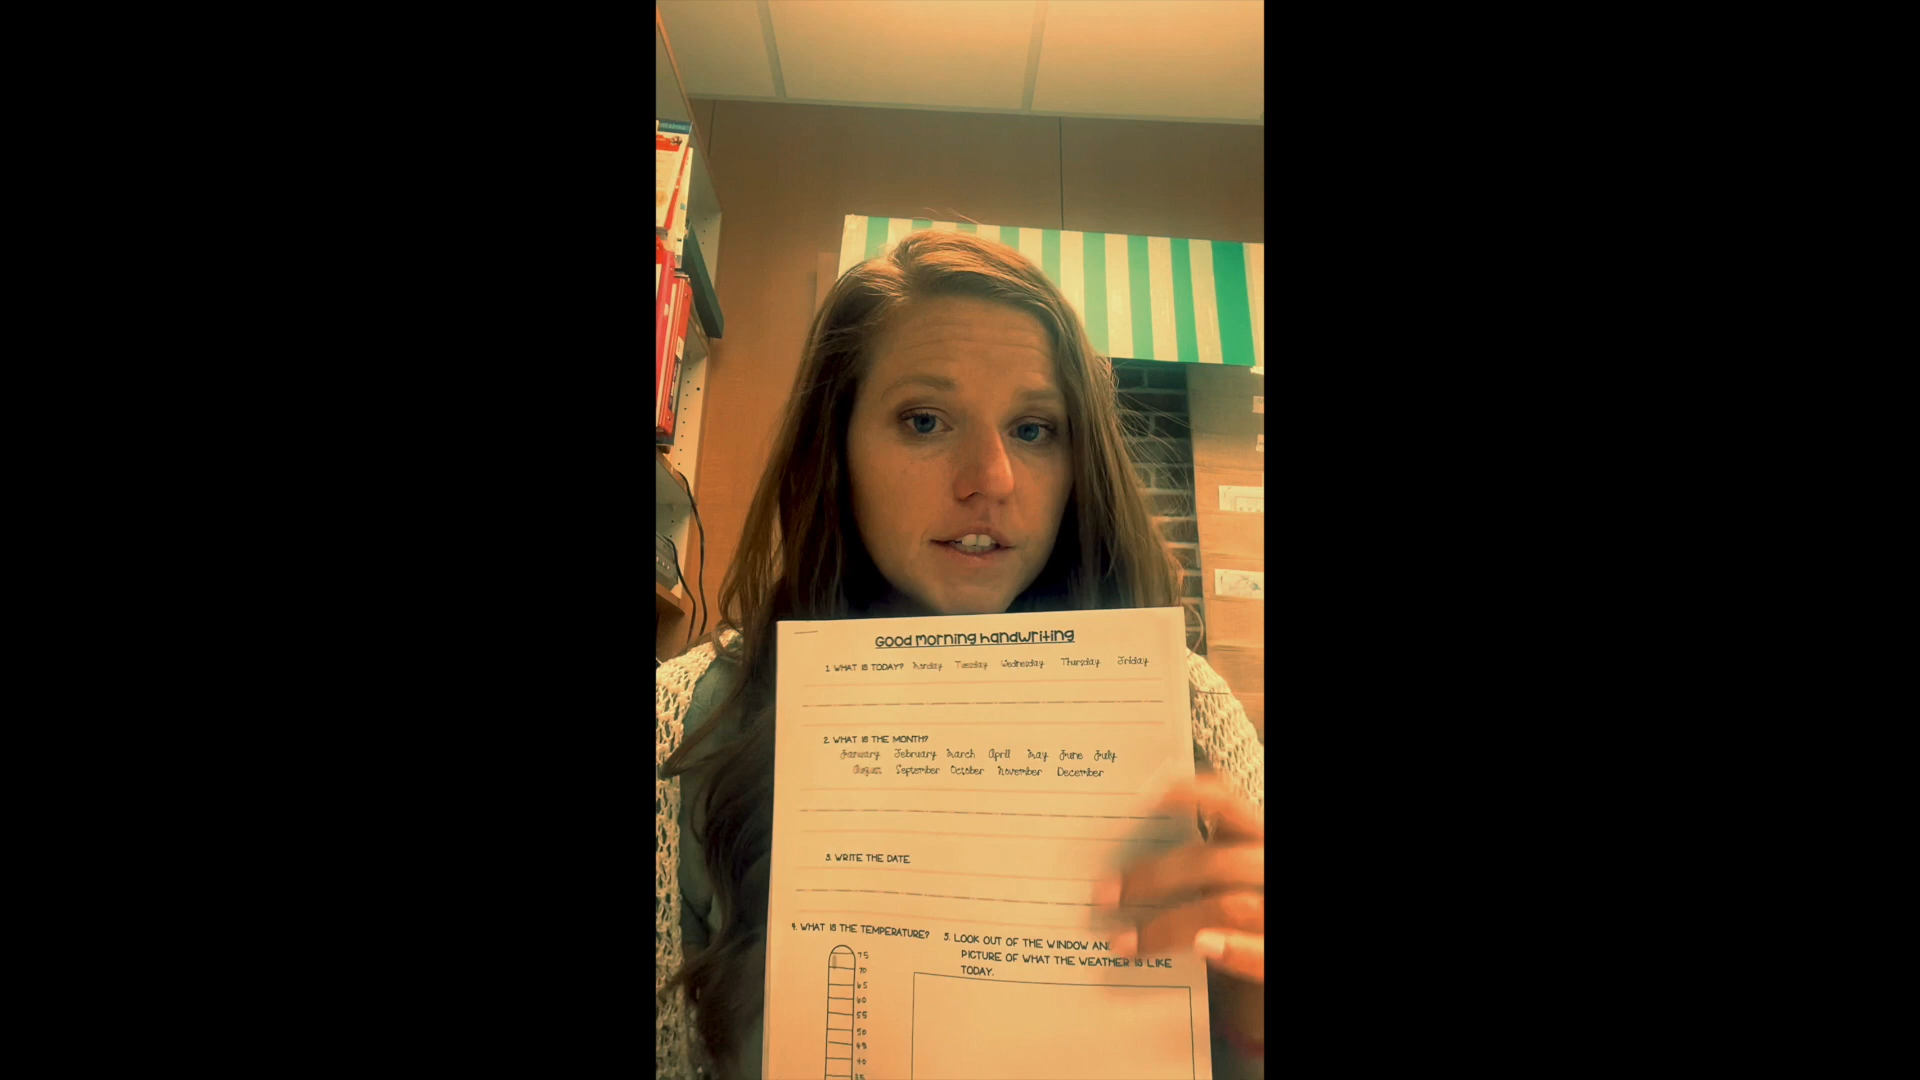 Good Morning Handwriting
1. WHAT IS TODAY? Monday Tuesday Wednesday Thursday Friday
2. WHAT IS THE MONTH?
January February March April May June July
August September October November December
3. WRITE THE DATE
4. WHAT IS THE TEMPERATURE?
75
70
65
60
55
50
45
40
35
5. LOOK OUT OF THE WINDOW AN
PICTURE OF WHAT THE WEATHER IS LIKE
TODAY.